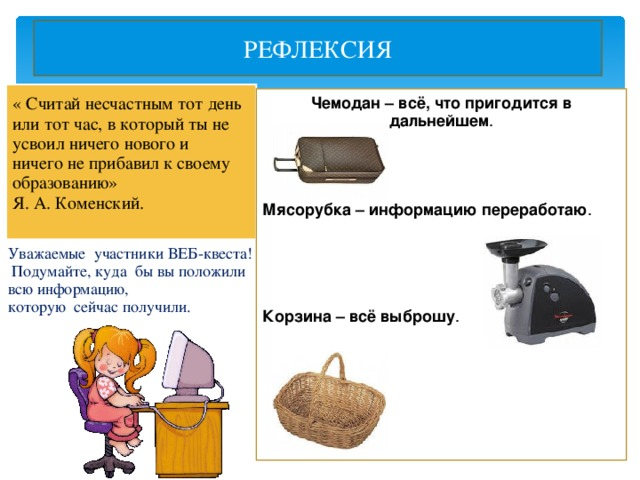 РЕФЛЕКСИЯ
« Считай несчастным тот день
или тот час, в который ты не
усвоил ничего нового и
ничего не прибавил к своему
образованию»
Я. А. Коменский.
Уважаемые участники ВЕБ-квеста!
Подумайте, куда бы вы положили
всю информацию,
которую сейчас получили.
Чемодан – всё, что пригодится в
дальнейшем.
Мясорубка – информацию переработаю.
Корзина – всё выброшу.